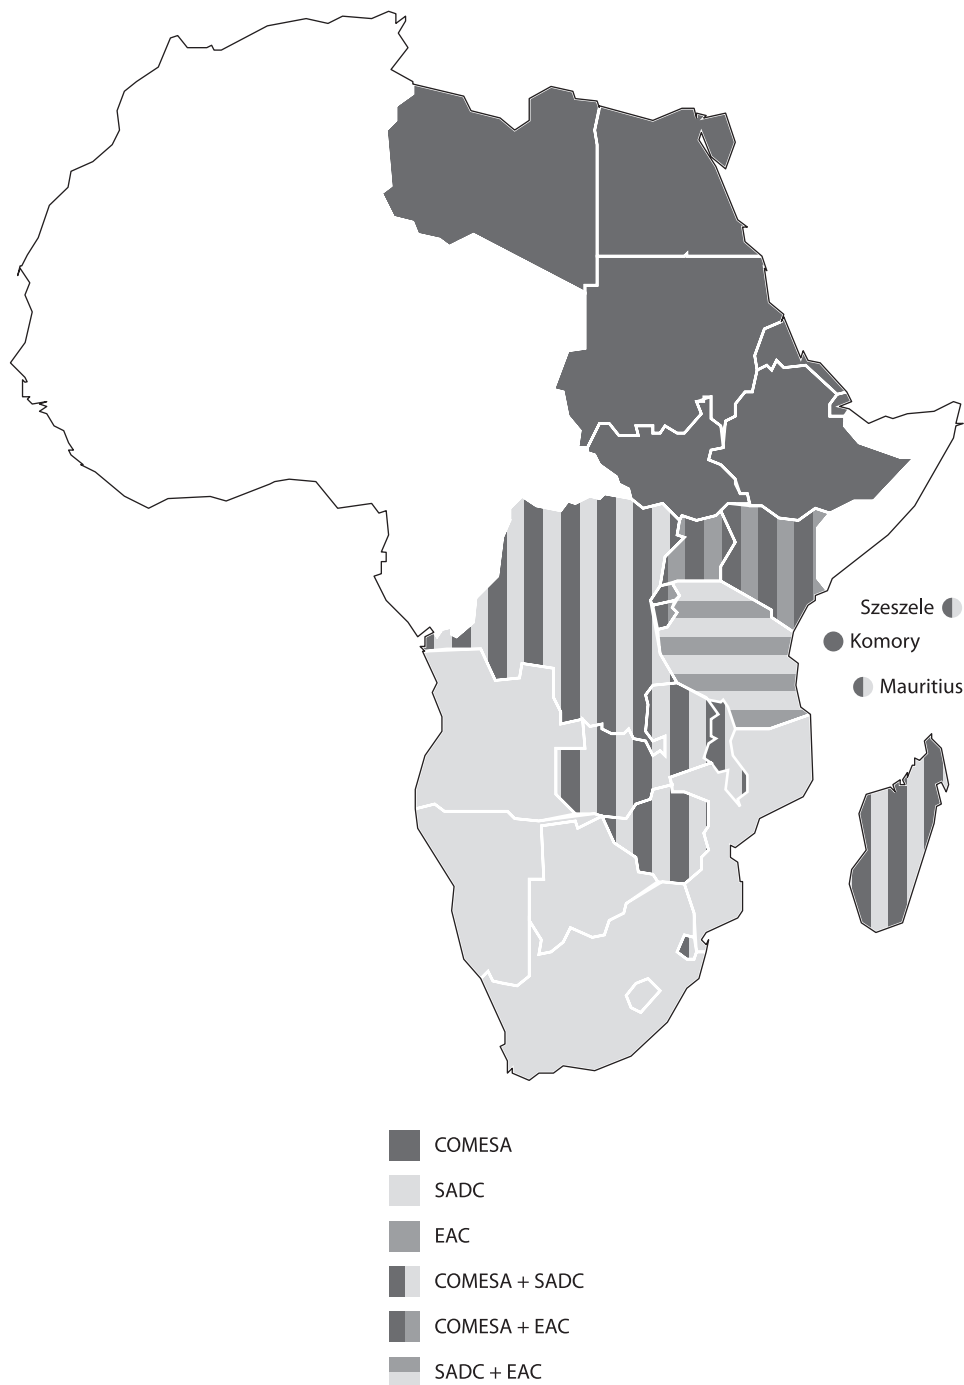 Szeszele
Komory
Mauritius
COMESA
SADC
EAC
COMESA + SADC
COMESA + EAC
SADC + EAC